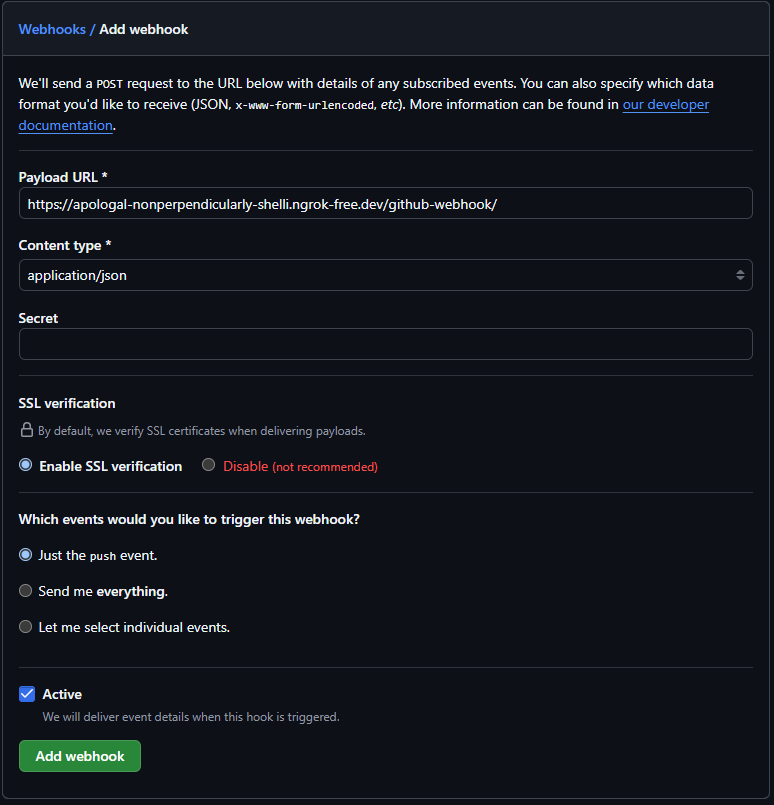 Webhooks / Add webhook
We'll send a POST request to the URL below with details of any subscribed events. You can also specify which data
format you'd like to receive (JSON, x-www-form-urlencoded, etc). More information can be found in our developer
documentation.
Payload URL *
https://apologal-nonperpendicularly-shelli.ngrok-free.dev/github-webhook/
Content type *
application/json
Secret
SSL verification
By default, we verify SSL certificates when delivering payloads.
Enable SSL verification Disable (not recommended)
Which events would you like to trigger this webhook?
Just the push event.
Send me everything.
Let me select individual events.
Active
We will deliver event details when this hook is triggered.
Add webhook